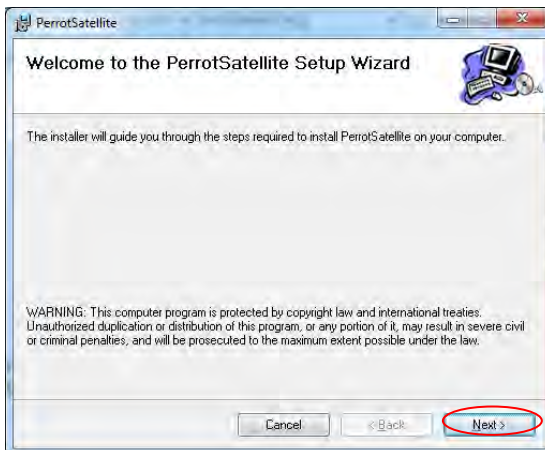 PerrotSatellite
Welcome to the PerrotSatellite Setup Wizard
The installer will guide you through the steps required to install PerrotSatellite on your computer.
WARNING: This computer program is protected by copyright law and international treaties.
Unauthorized duplication or distribution of this program, or any portion of it, may result in severe civil
or criminal penalties, and will be prosecuted to the maximum extent possible under the law.
Cancel
< Back
Next >